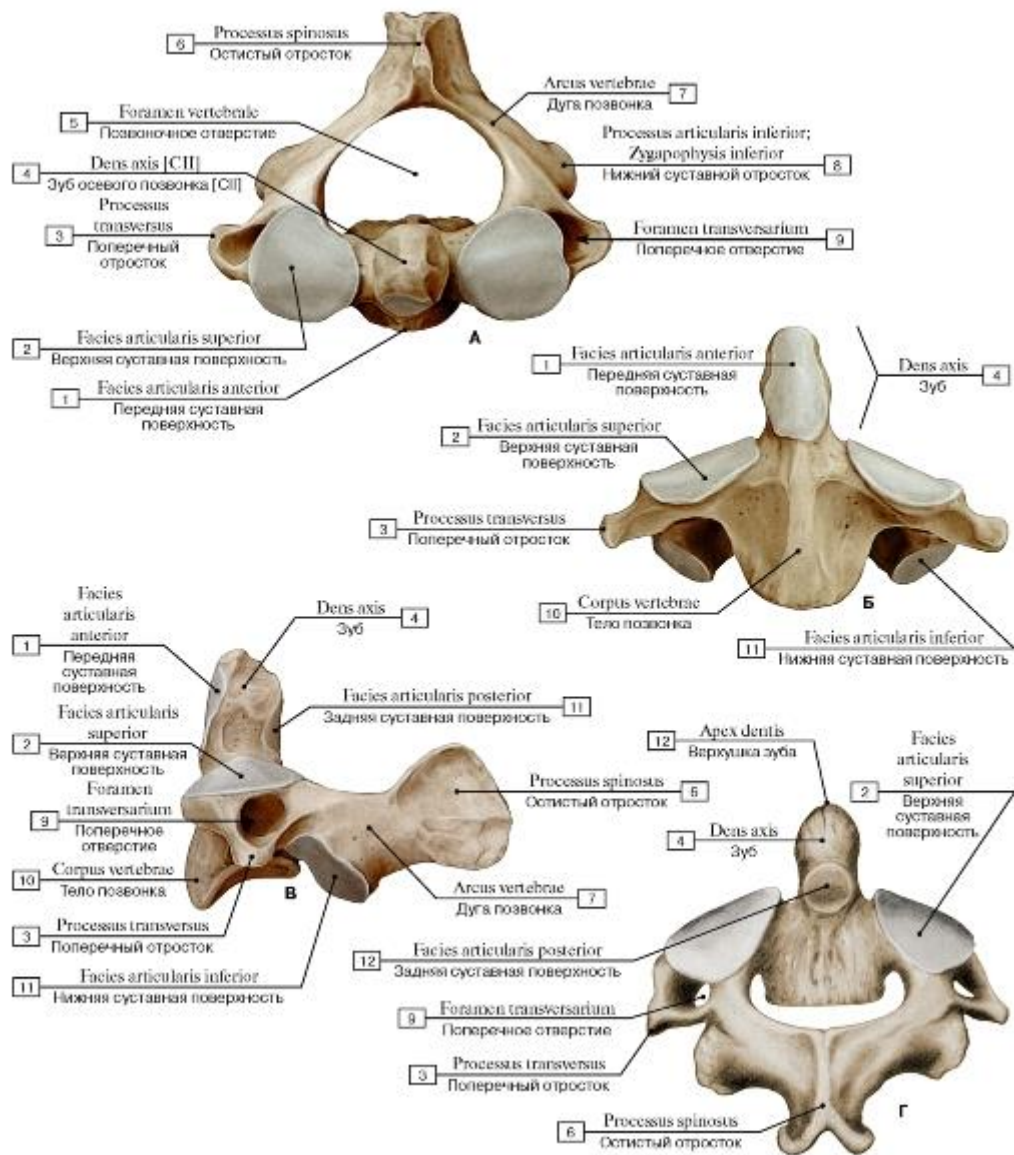 6
Processus spinosus
Остистый отросток
Arcus vertebrae
7
Дуга позвонка
5
Foramen vertebrale
Позвоночное отверстие
Processus articularis inferior;
Zygapophysis inferior
8
Нижний суставной отросток
4
Dens axis [CII]
Зуб осевого позвонка [CII]
3
Processus
transversus
Поперечный
отросток
Foramen transversarium
9
Поперечное отверстие
А
2
Facies articularis superior
Верхняя суставная поверхность
1
Facies articularis anterior
Передняя суставная
поверхность
1
Facies articularis anterior
Передняя суставная
поверхность
Dens axis
4
Зуб
2
Facies articularis superior
Верхняя суставная
поверхность
3
Processus transversus
Поперечный отросток
10
Corpus vertebrae
Тело позвонка
Б
11
Facies articularis inferior
Нижняя суставная поверхность
1
Facies
articularis
anterior
Передняя
суставная
поверхность
Dens axis
4
Зуб
Facies articularis posterior
11
Задняя суставная поверхность
2
Facies articularis
superior
Верхняя суставная
поверхность
9
Foramen
transversarium
Поперечное
отверстие
Processus spinosus
6
Остистый отросток
10
Corpus vertebrae
Тело позвонка
В
Arcus vertebrae
7
Дуга позвонка
3
Processus transversus
Поперечный отросток
11
Facies articularis inferior
Нижняя суставная поверхность
12
Apex dentis
Верхушка зуба
2
Facies
articularis
superior
Верхняя
суставная
поверхность
4
Dens axis
Зуб
12
Facies articularis posterior
Задняя суставная поверхность
9
Foramen transversarium
Поперечное отверстие
3
Processus transversus
Поперечный отросток
6
Processus spinosus
Остистый отросток
Г